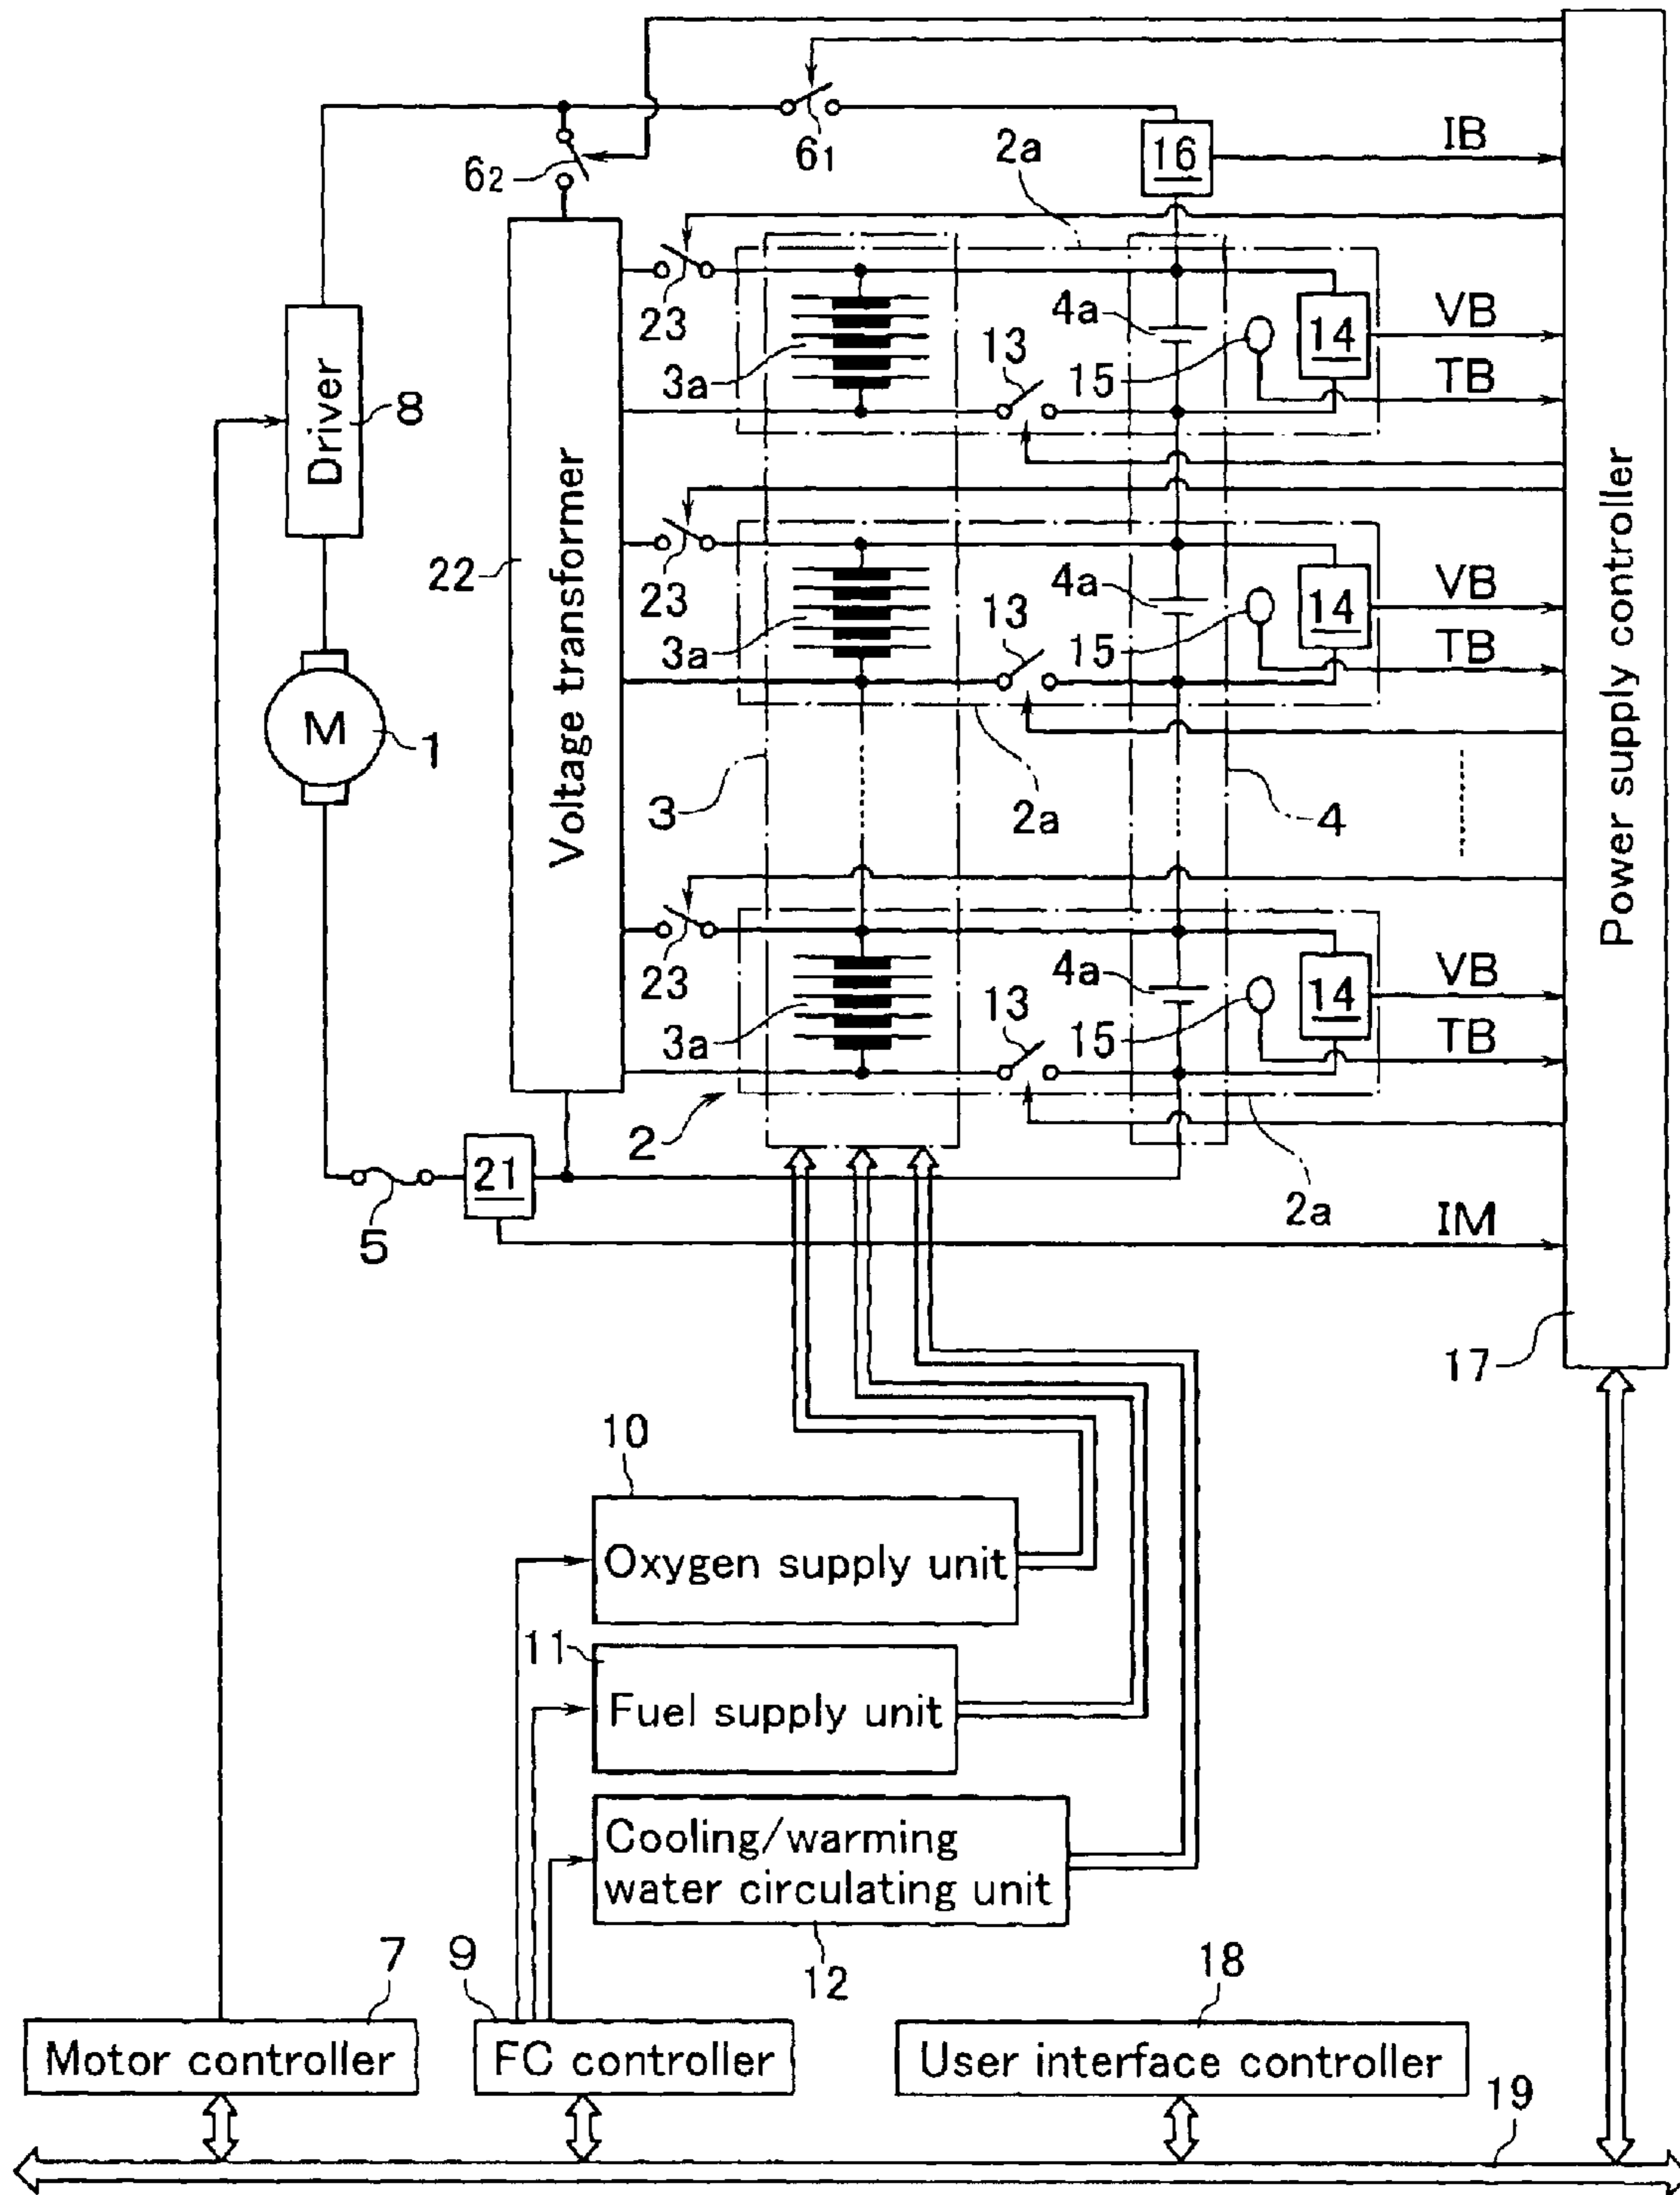 6₁
IB
16
2a
6₂
23
4a
13
14
VB
3a
15
TB
Driver
8
Voltage transformer
22
Power supply controller
23
4a
13
14
VB
3a
15
TB
M
1
3
2a
4
23
4a
13
14
VB
3a
15
TB
2
21
5
2a
IM
17
10
Oxygen supply unit
11
Fuel supply unit
Cooling/warming
water circulating unit
12
7
9
18
Motor controller
FC controller
User interface controller
19